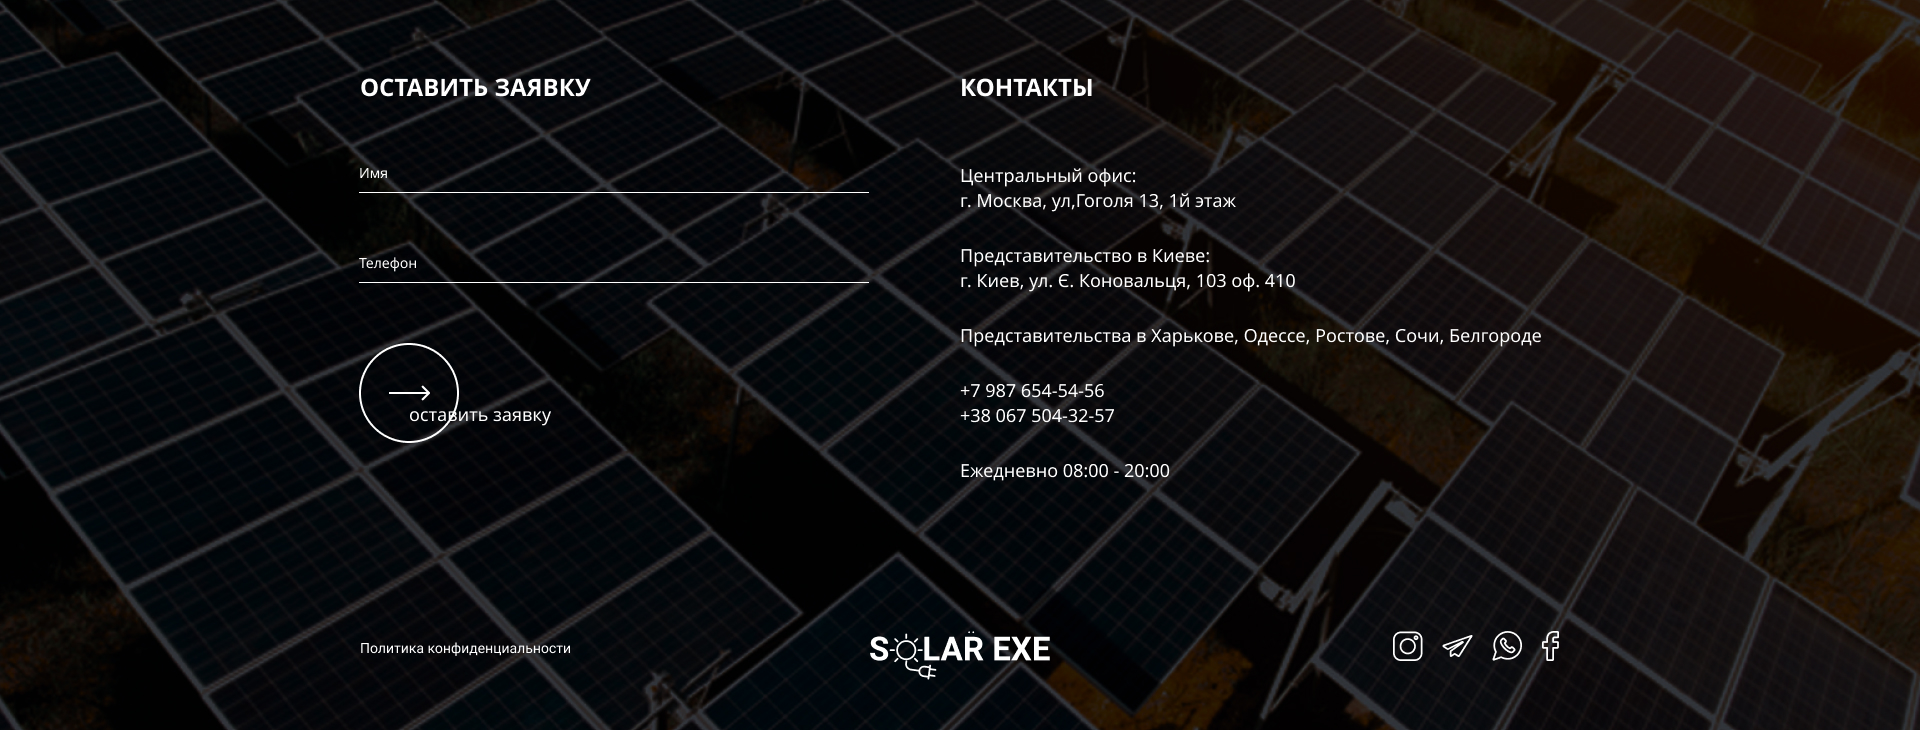 ОСТАВИТЬ ЗАЯВКУ
Имя
Телефон
оставить заявку
КОНТАКТЫ
Центральный офис:
г. Москва, ул,Гоголя 13, 1й этаж
Представительство в Киеве:
г. Киев, ул. Є. Коновальця, 103 оф. 410
Представительства в Харькове, Одессе, Ростове, Сочи, Белгороде
+7 987 654-54-56
+38 067 504-32-57
Ежедневно 08:00 - 20:00
Политика конфиденциальности
SOLAR EXE